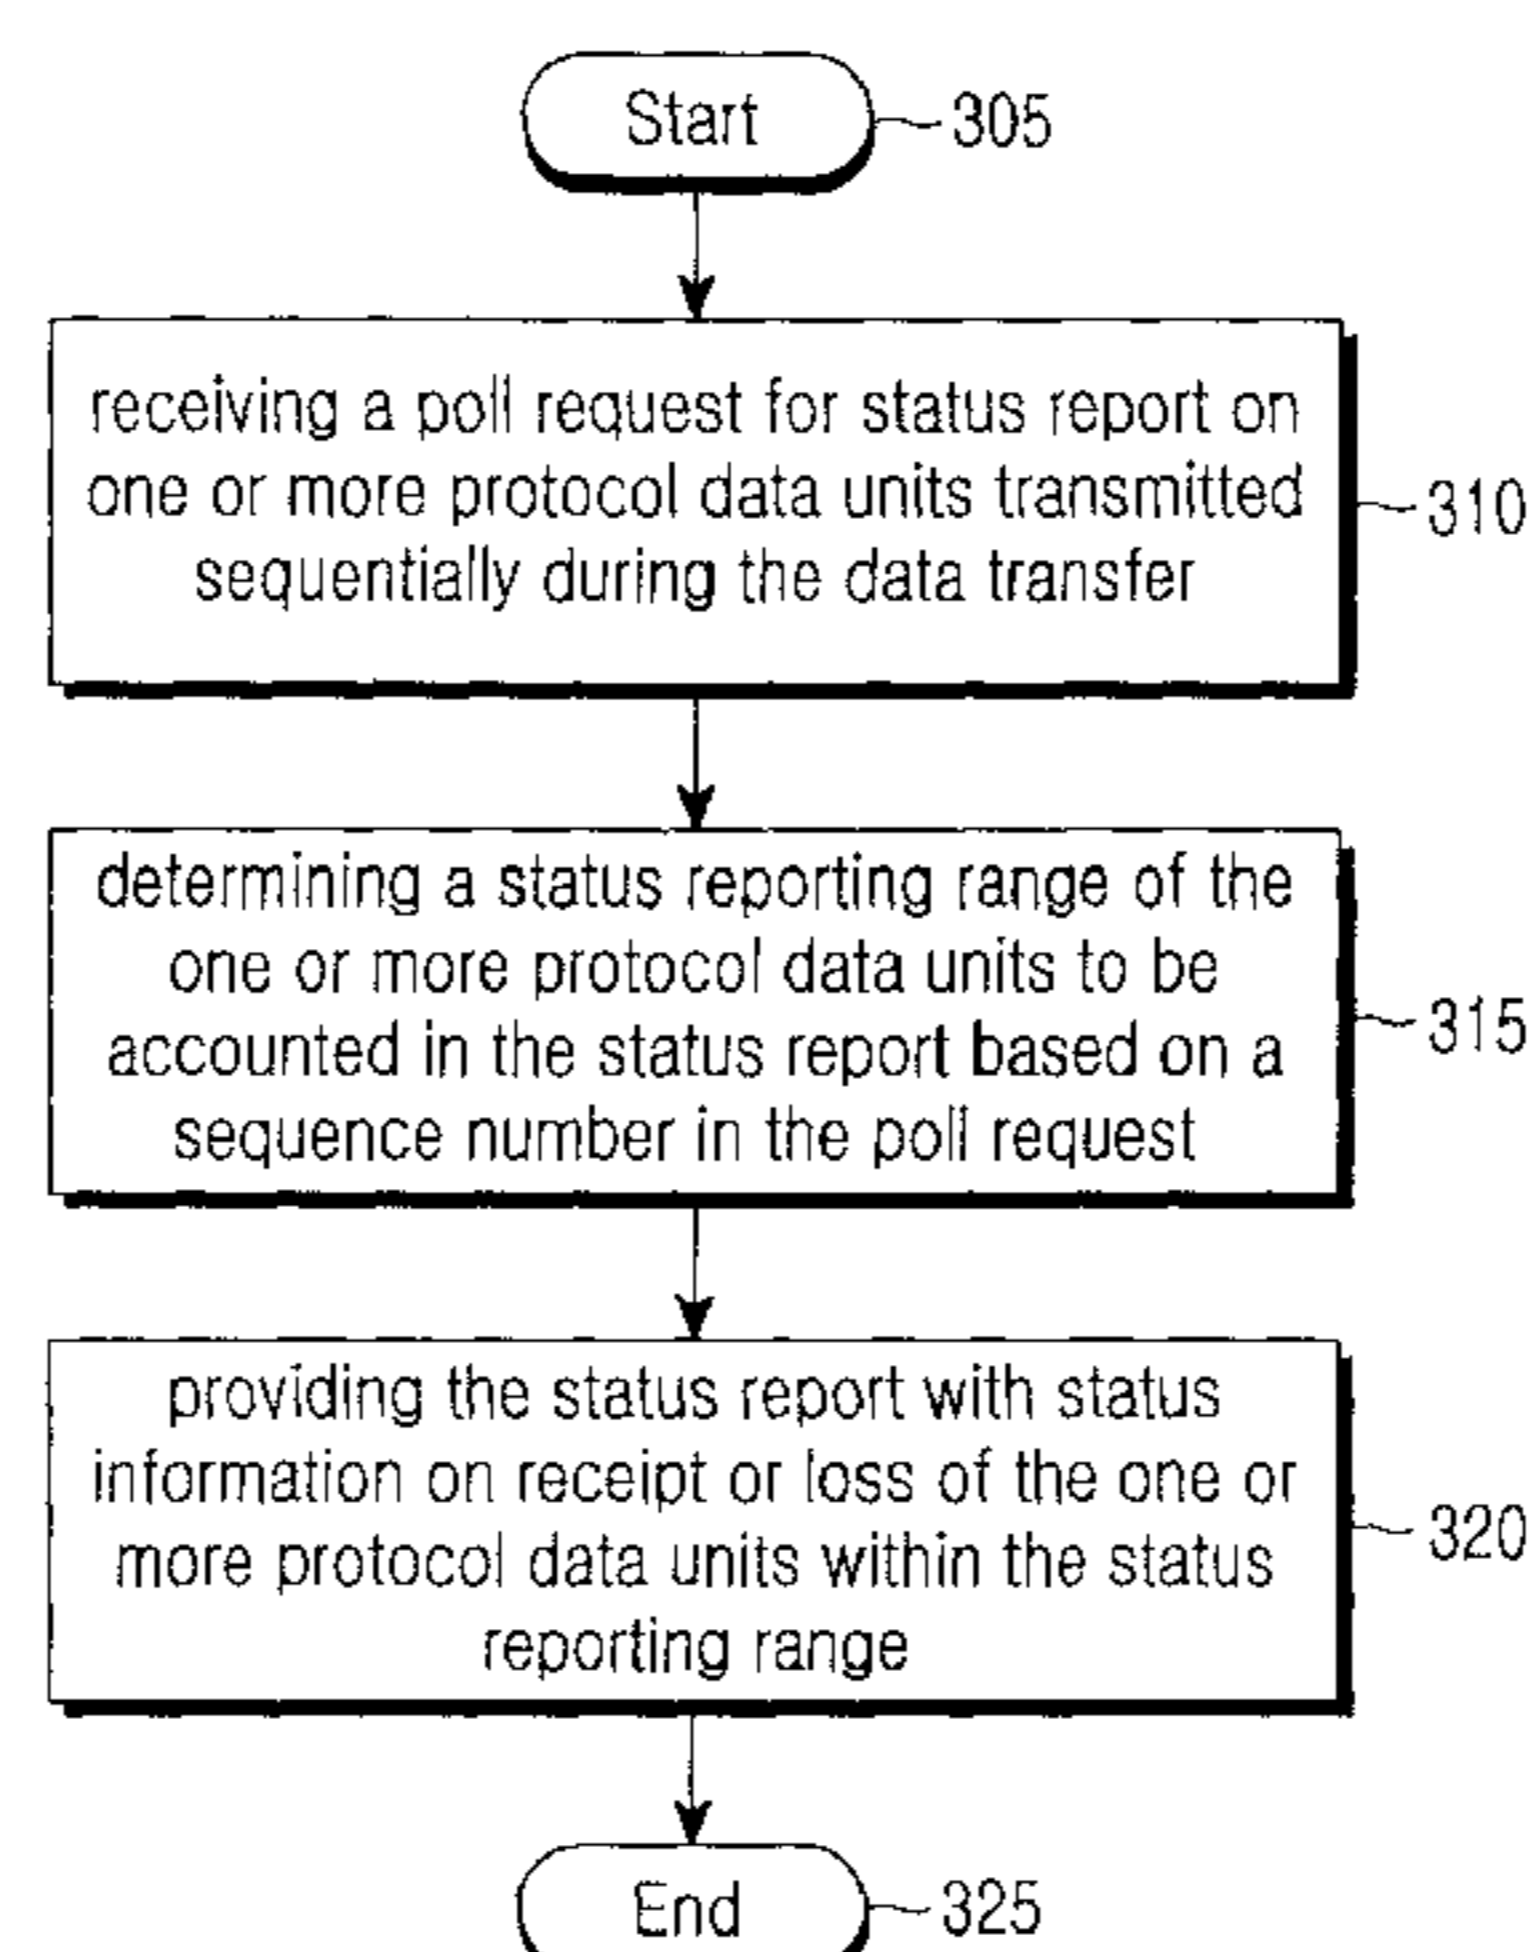 Start
305
receiving a poll request for status report on
one or more protocol data units transmitted
sequentially during the data transfer
310
determining a status reporting range of the
one or more protocol data units to be
accounted in the status report based on a
sequence number in the poll request
315
providing the status report with status
information on receipt or loss of the one or
more protocol data units within the status
reporting range
320
End
325